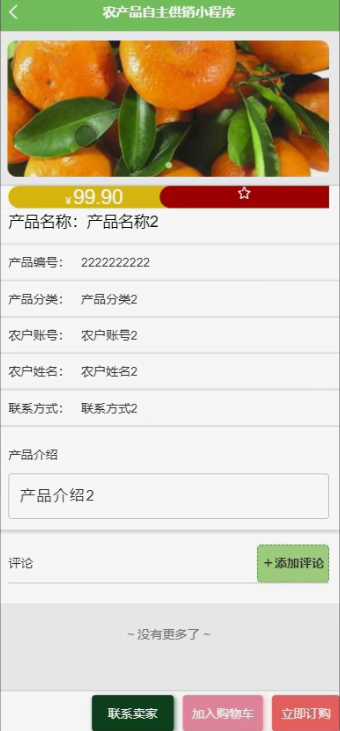 农产品自主供销小程序
¥99.90
产品名称：产品名称2
产品编号： 2222222222
产品分类： 产品分类2
农户账号： 农户账号2
农户姓名： 农户姓名2
联系方式： 联系方式2
产品介绍
产品介绍2
评论 +添加评论
~没有更多了~
联系卖家 加入购物车 立即订购